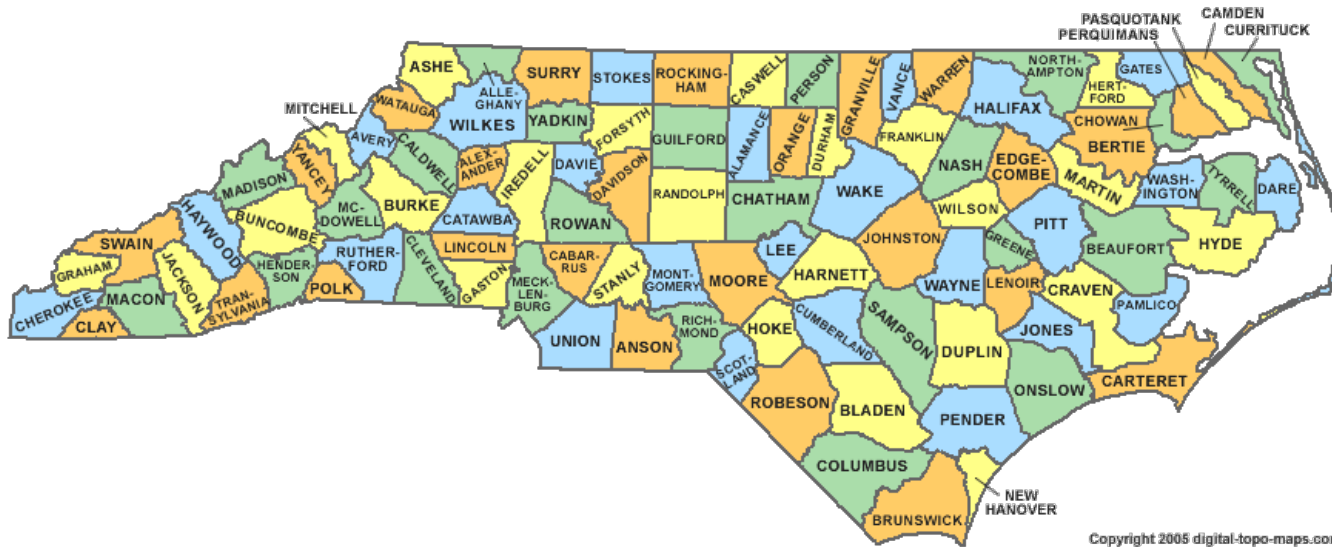 PASQUOTANK
PERQUIMANS
CAMDEN
CURRITUCK
ASHE
ALLE-
GHANY
SURRY
STOKES
ROCKING-
HAM
CASWELL
PERSON
GRANVILLE
VANCE
WARREN
NORTH-
AMPTON
HERT-
FORD
GATES
HALIFAX
MITCHELL
WATAUGA
WILKES
YADKIN
FORSYTH
GUILFORD
ALAMANCE
ORANGE
DURHAM
FRANKLIN
NASH
EDGE-
COMBE
CHOWAN
BERTIE
AVERY
YANCEY
CALDWELL
ALEX-
ANDER
IREDELL
DAVIE
DAVIDSON
RANDOLPH
CHATHAM
WAKE
MARTIN
WASH-
INGTON
TYRRELL
DARE
MADISON
HAYWOOD
BUNCOMBE
MC-
DOWELL
BURKE
CATAWBA
ROWAN
WILSON
PITT
SWAIN
GRAHAM
JACKSON
HENDER-
SON
RUTHER-
FORD
CLEVELAND
LINCOLN
GASTON
CABAR-
RUS
STANLY
MONT-
GOMERY
MOORE
LEE
HARNETT
JOHNSTON
GREENE
BEAUFORT
HYDE
CHEROKEE
CLAY
MACON
TRAN-
SYLVANIA
POLK
MECK-
LEN-
BURG
UNION
ANSON
RICH-
MOND
SCOT-
LAND
HOKE
CUMBERLAND
SAMPSON
WAYNE
LENOIR
CRAVEN
PAMLICO
JONES
DUPLIN
ONSLOW
CARTERET
ROBESON
BLADEN
PENDER
COLUMBUS
BRUNSWICK
NEW
HANOVER
Copyright 2005 digital-topo-maps.com